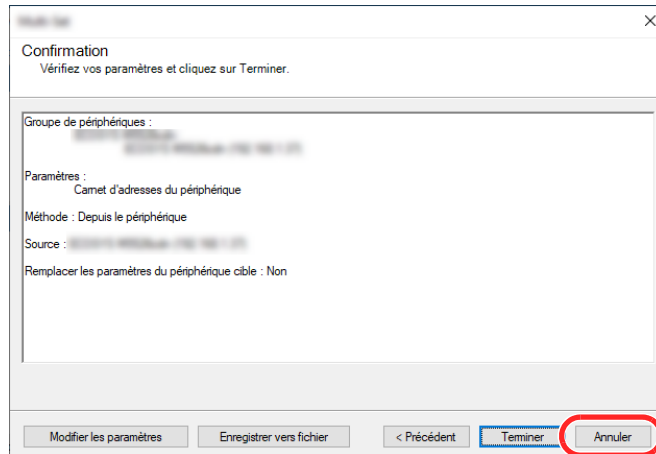 Confirmation
Vérifiez vos paramètres et cliquez sur Terminer.
Groupe de périphériques :
Paramètres :
Carnet d'adresses du périphérique
Méthode : Depuis le périphérique
Source :
Remplacer les paramètres du périphérique cible : Non
Modifier les paramètres
Enregistrer vers fichier
< Précédent
Terminer
Annuler